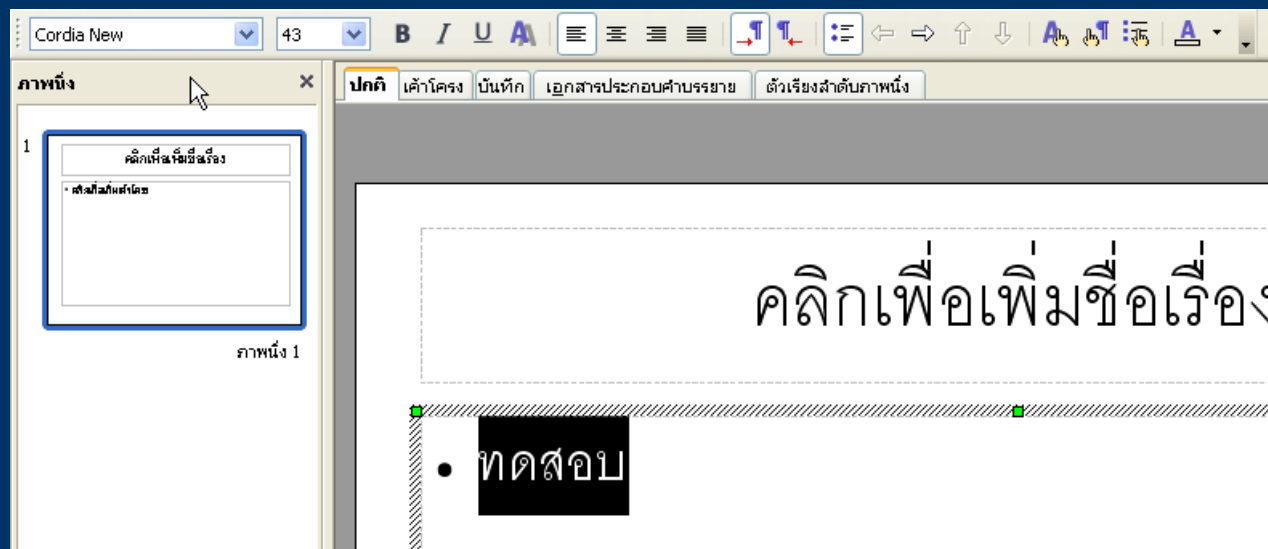 Cordia New 43 B I U A A
ภาพนิ่ง
ปกติ เค้าโครง บันทึก เอกสารประกอบคำบรรยาย ตัวเรียงลำดับภาพนิ่ง
1
คลิกเพื่อเพิ่มชื่อเรื่อง
ภาพนิ่ง 1
คลิกเพื่อเพิ่มชื่อเรื่อง
• ทดสอบ